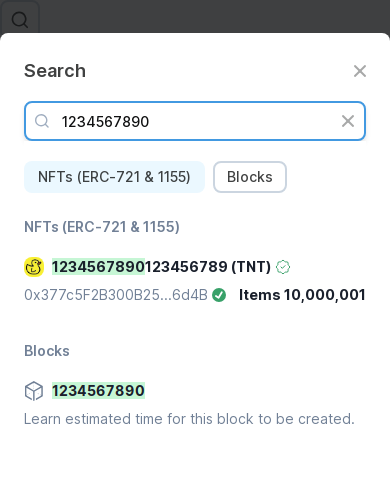 Search
1234567890
NFTs (ERC-721 & 1155)
Blocks
NFTs (ERC-721 & 1155)
1234567890123456789 (TNT)
0x377c5F2B300B25...6d4B Items 10,000,001
Blocks
1234567890
Learn estimated time for this block to be created.